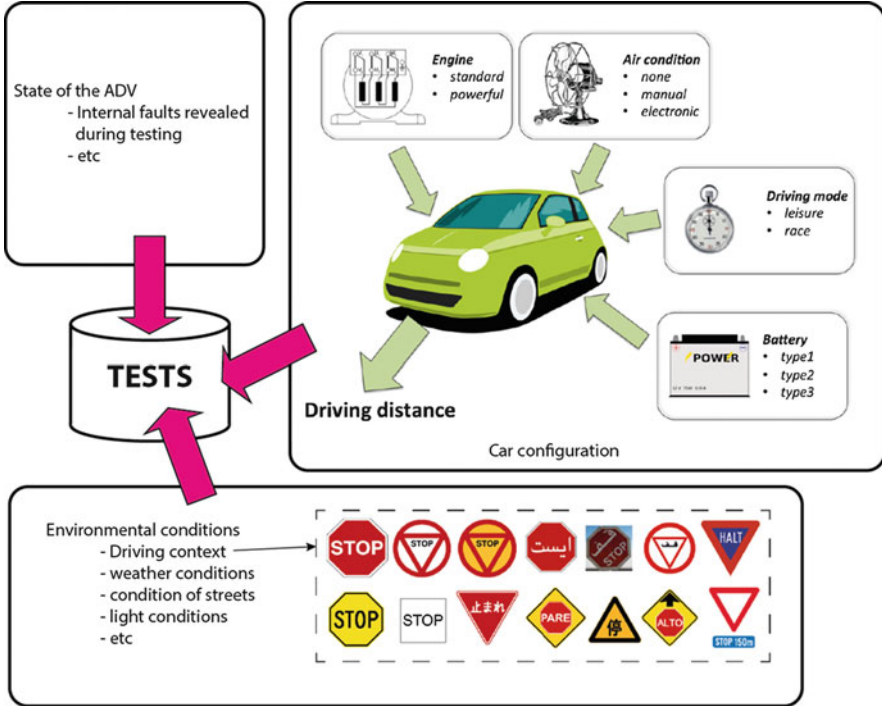 State of the ADV
- Internal faults revealed
during testing
- etc
Engine
• standard
• powerful
Air condition
• none
• manual
• electronic
Driving mode
• leisure
• race
Battery
• type1
• type2
• type3
POWER
TESTS
Driving distance
Car configuration
Environmental conditions
- Driving context
- weather conditions
- condition of streets
- light conditions
- etc
STOP
STOP
STOP
ایست
قف
STOP
قف
HALT
STOP
STOP
止まれ
PARE
停
ALTO
STOP 150m